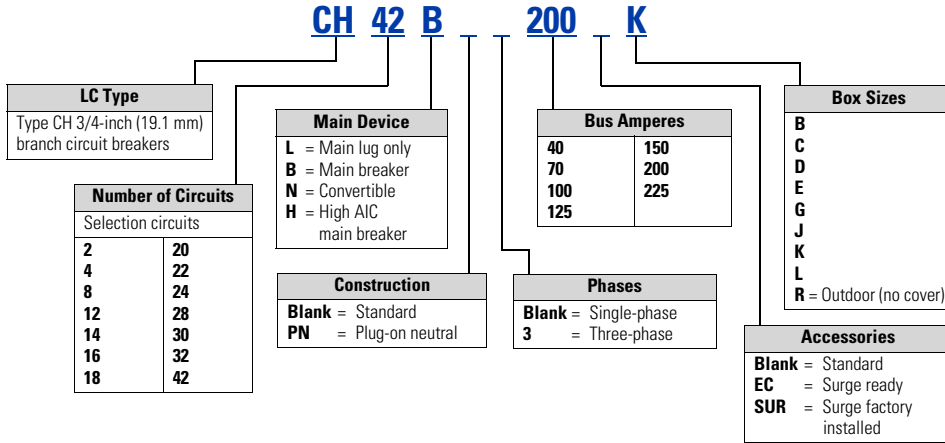 CH 42 B _ _ 200 _ K
LC Type
Type CH 3/4-inch (19.1 mm)
branch circuit breakers
Number of Circuits
Selection circuits
2 20
4 22
8 24
12 28
14 30
16 32
18 42
Main Device
L = Main lug only
B = Main breaker
N = Convertible
H = High AIC
main breaker
Construction
Blank = Standard
PN = Plug-on neutral
Phases
Blank = Single-phase
3 = Three-phase
Bus Amperes
40 150
70 200
100 225
125
Box Sizes
B
C
D
E
G
J
K
L
R = Outdoor (no cover)
Accessories
Blank = Standard
EC = Surge ready
SUR = Surge factory
installed